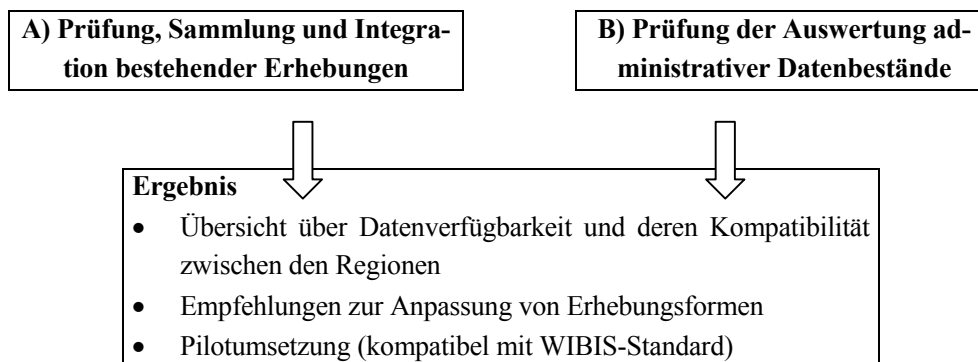 A) Prüfung, Sammlung und Integra-
tion bestehender Erhebungen
B) Prüfung der Auswertung ad-
ministrativer Datenbestände
Ergebnis
• Übersicht über Datenverfügbarkeit und deren Kompatibilität
zwischen den Regionen
• Empfehlungen zur Anpassung von Erhebungsformen
• Pilotumsetzung (kompatibel mit WIBIS-Standard)